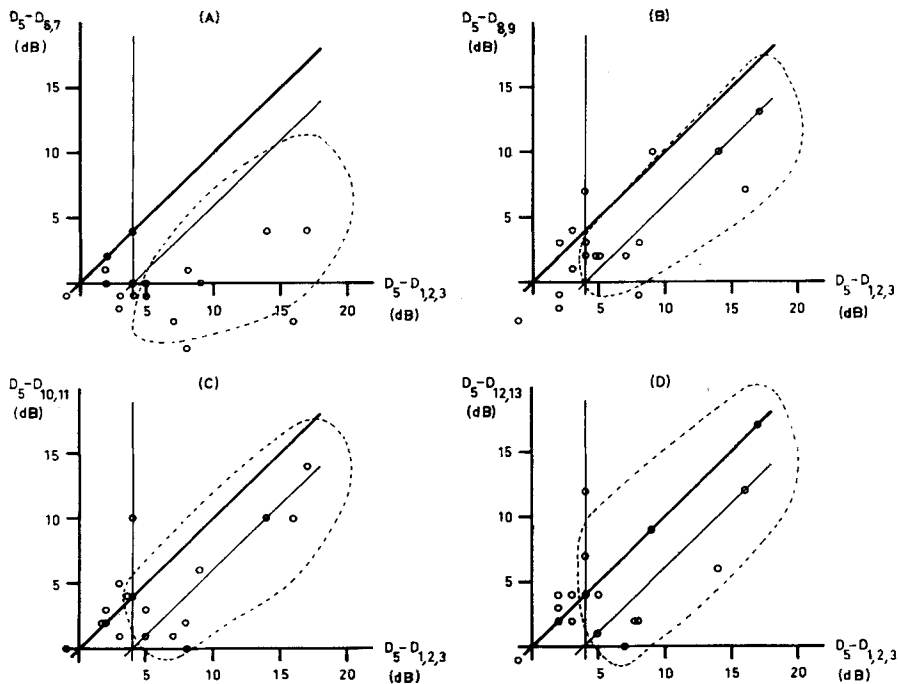 D5-D6,7
(dB)
(A)
15
10
5
5 10 15 20
D5-D1,2,3
(dB)
D5-D8,9
(dB)
(B)
15
10
5
5 10 15 20
D5-D1,2,3
(dB)
D5-D10,11
(dB)
(C)
15
10
5
5 10 15 20
D5-D1,2,3
(dB)
D5-D12,13
(dB)
(D)
15
10
5
5 10 15 20
D5-D1,2,3
(dB)